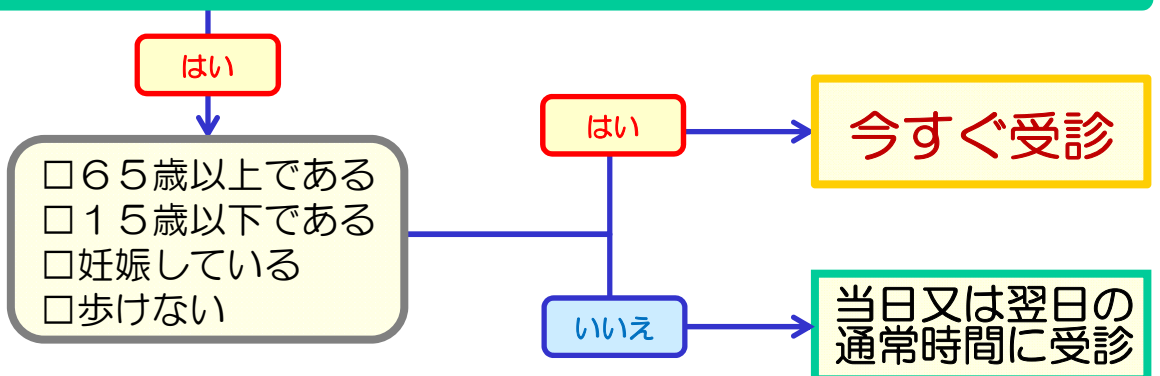 はい
□６５歳以上である
□１５歳以下である
□妊娠している
□歩けない
はい
今すぐ受診
いいえ
当日又は翌日の
通常時間に受診